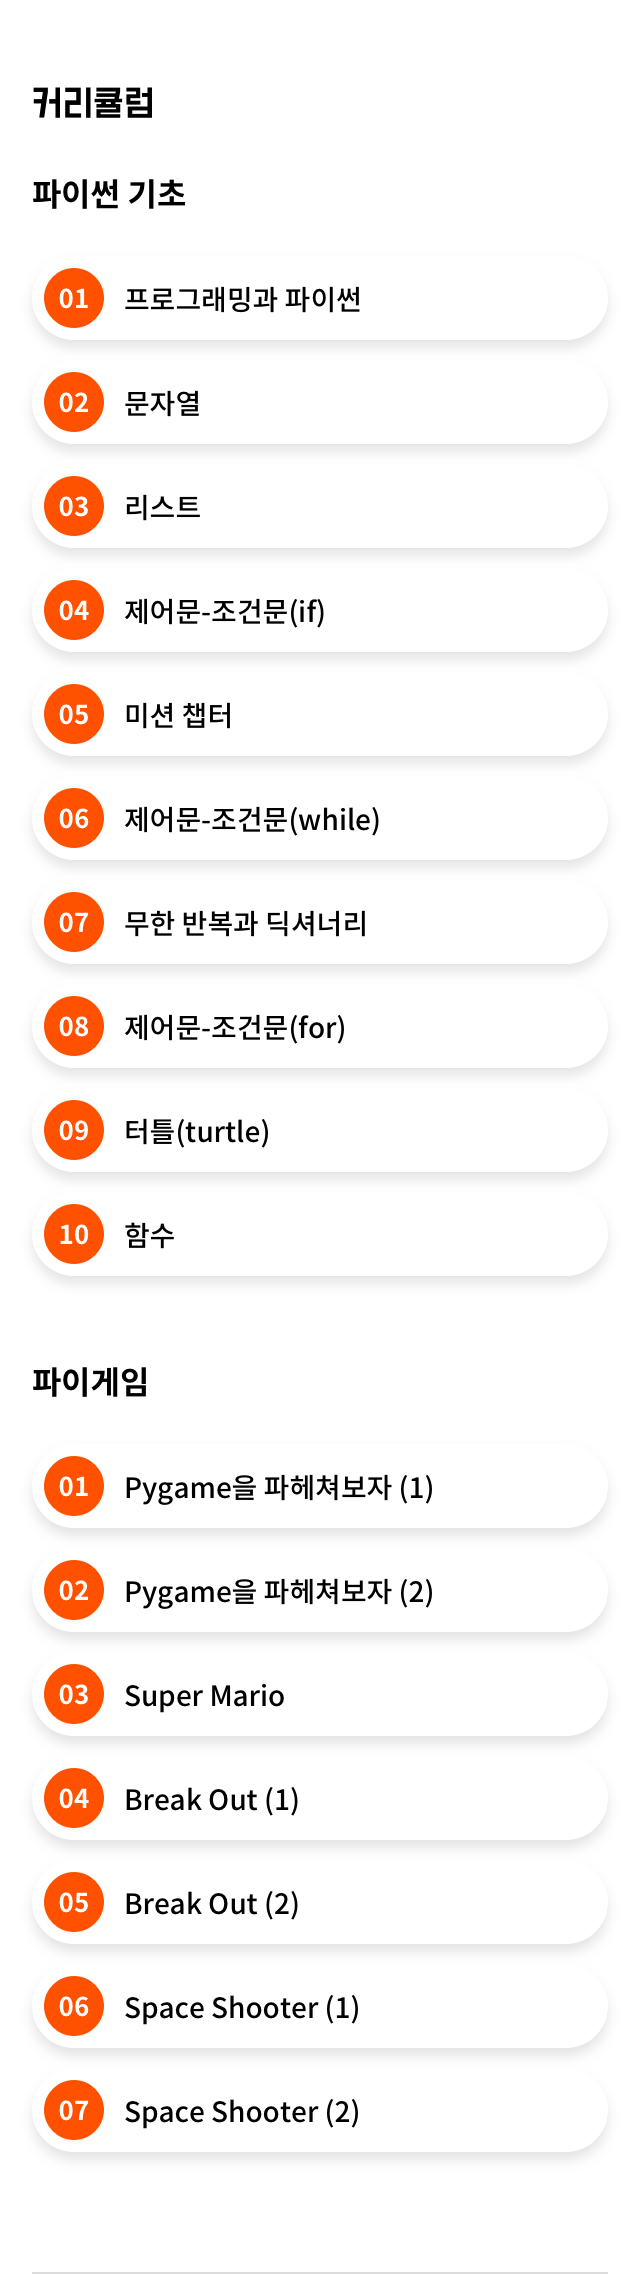 커리큘럼
파이썬 기초
01 프로그래밍과 파이썬
02 문자열
03 리스트
04 제어문-조건문(if)
05 미션 챕터
06 제어문-조건문(while)
07 무한 반복과 딕셔너리
08 제어문-조건문(for)
09 터틀(turtle)
10 함수
파이게임
01 Pygame을 파헤쳐보자 (1)
02 Pygame을 파헤쳐보자 (2)
03 Super Mario
04 Break Out (1)
05 Break Out (2)
06 Space Shooter (1)
07 Space Shooter (2)